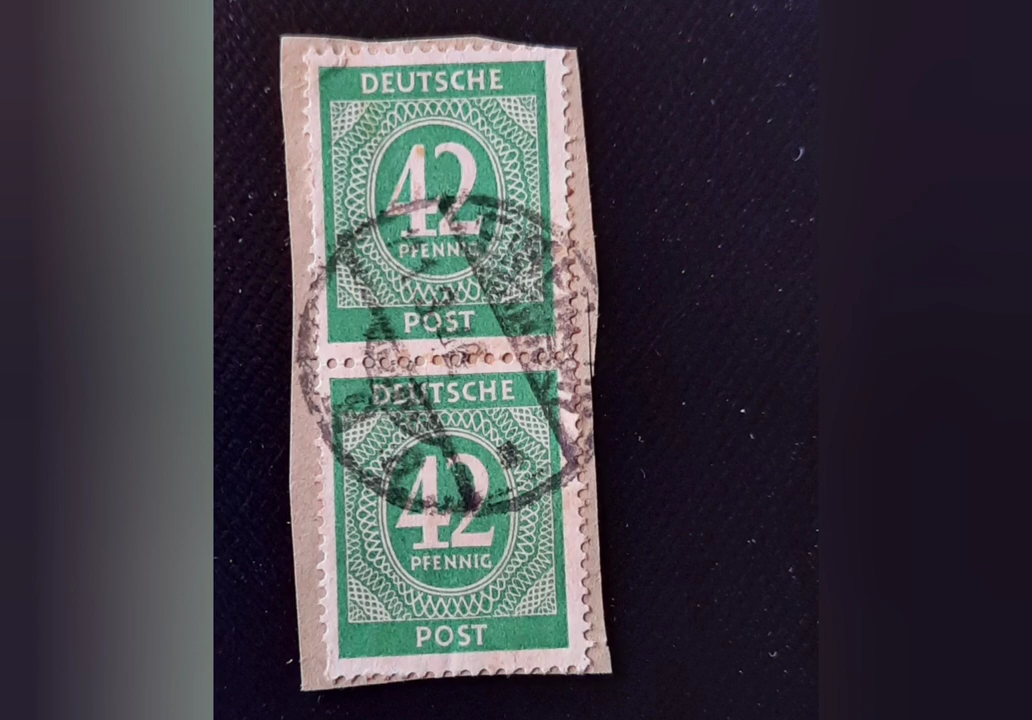 DEUTSCHE
42
PFENNIG
POST
DEUTSCHE
42
PFENNIG
POST